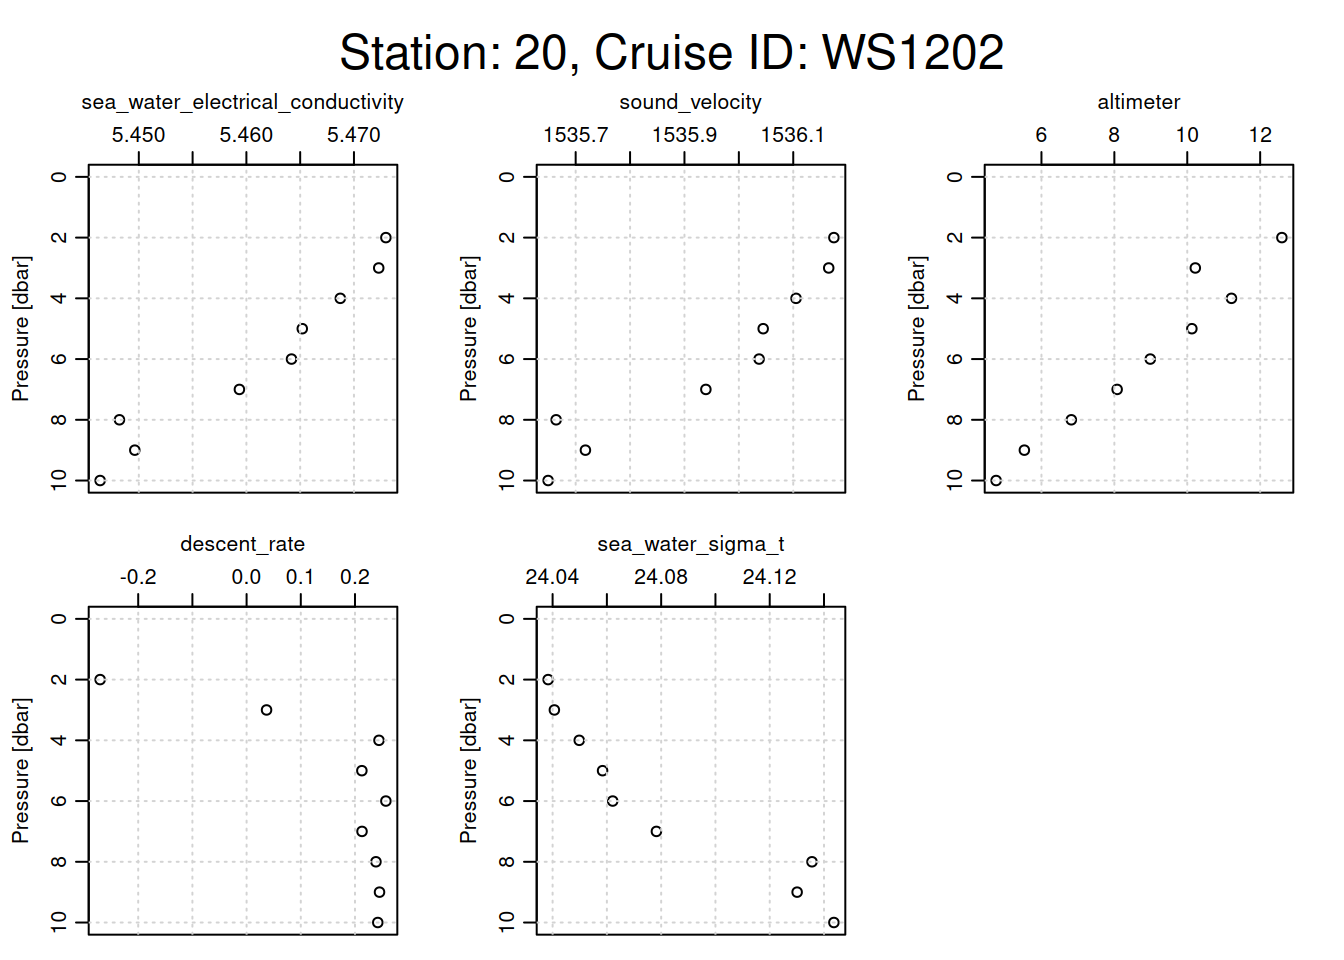 Station: 20, Cruise ID: WS1202
sea_water_electrical_conductivity
5.450 5.460 5.470
Pressure [dbar]
0
2
4
6
8
10
sound_velocity
1535.7 1535.9 1536.1
Pressure [dbar]
0
2
4
6
8
10
altimeter
6 8 10 12
Pressure [dbar]
0
2
4
6
8
10
descent_rate
-0.2 0.0 0.1 0.2
Pressure [dbar]
0
2
4
6
8
10
sea_water_sigma_t
24.04 24.08 24.12
Pressure [dbar]
0
2
4
6
8
10